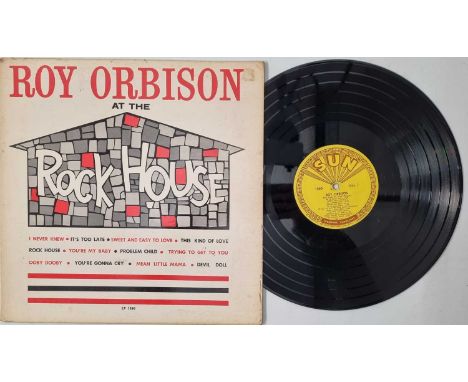 ROY ORBISON
AT THE
ROCK HOUSE
I NEVER KNEW • IT'S TOO LATE • SWEET AND EASY TO LOVE • THIS KIND OF LOVE
ROCK HOUSE • YOU'RE MY BABY • PROBLEM CHILD • TRYING TO GET TO YOU
OOBY DOOBY • YOU'RE GONNA CRY • MEAN LITTLE MAMA • DEVIL DOLL
LP 1260
SUN
ROY ORBISON